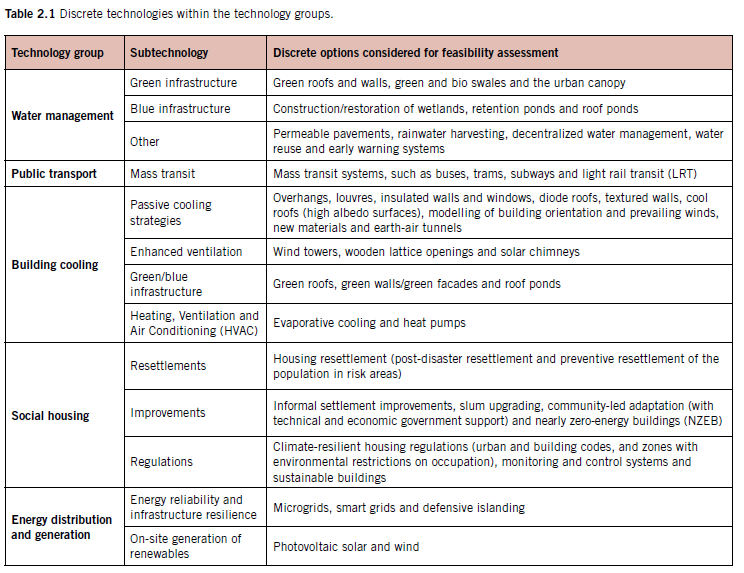 Table 2.1 Discrete technologies within the technology groups.
Technology group
Subtechnology
Discrete options considered for feasibility assessment
Water management
Green infrastructure
Green roofs and walls, green and bio swales and the urban canopy
Blue infrastructure
Construction/restoration of wetlands, retention ponds and roof ponds
Other
Permeable pavements, rainwater harvesting, decentralized water management, water
reuse and early warning systems
Public transport
Mass transit
Mass transit systems, such as buses, trams, subways and light rail transit (LRT)
Building cooling
Passive cooling
strategies
Overhangs, louvres, insulated walls and windows, diode roofs, textured walls, cool
roofs (high albedo surfaces), modelling of building orientation and prevailing winds,
new materials and earth-air tunnels
Enhanced ventilation
Wind towers, wooden lattice openings and solar chimneys
Green/blue
infrastructure
Green roofs, green walls/green facades and roof ponds
Heating, Ventilation and
Air Conditioning (HVAC)
Evaporative cooling and heat pumps
Social housing
Resettlements
Housing resettlement (post-disaster resettlement and preventive resettlement of the
population in risk areas)
Improvements
Informal settlement improvements, slum upgrading, community-led adaptation (with
technical and economic government support) and nearly zero-energy buildings (NZEB)
Regulations
Climate-resilient housing regulations (urban and building codes, and zones with
environmental restrictions on occupation), monitoring and control systems and
sustainable buildings
Energy distribution
and generation
Energy reliability and
infrastructure resilience
Microgrids, smart grids and defensive islanding
On-site generation of
renewables
Photovoltaic solar and wind